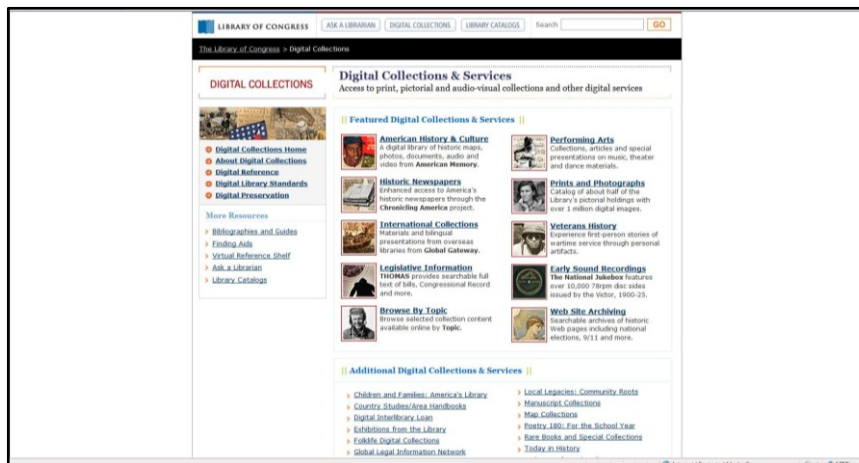 LIBRARY OF CONGRESS
ASK A LIBRARIAN
DIGITAL COLLECTIONS
LIBRARY CATALOGS
Search
GO
The Library of Congress > Digital Collections
DIGITAL COLLECTIONS
Digital Collections Home
About Digital Collections
Digital Reference
Digital Library Standards
Digital Preservation
More Resources
Bibliographies and Guides
Finding Aids
Virtual Reference Shelf
Ask a Librarian
Library Catalogs
Digital Collections & Services
Access to print, pictorial and audio-visual collections and other digital services
Featured Digital Collections & Services
American History & Culture
A digital library of historic maps,
photos, documents, audio and
video from American Memory.
Historic Newspapers
Enhanced access to America's
historic newspapers through the
Chronicling America project.
International Collections
Materials and bilingual
presentations from overseas
libraries from Global Gateway.
Legislative Information
THOMAS provides searchable full
text of bills, Congressional Record
and more.
Browse By Topic
Browse selected collection content
available online by Topic.
Performing Arts
Collections, articles and special
presentations on music, theater
and dance materials.
Prints and Photographs
Catalog of about half of the
Library's pictorial holdings with
over 1 million digital images.
Veterans History
Experience first-person stories of
wartime service through personal
artifacts.
Early Sound Recordings
The National Jukebox features
over 10,000 78rpm disc sides
issued by the Victor, 1900-25.
Web Site Archiving
Searchable archives of historic
Web pages including national
elections, 9/11 and more.
Additional Digital Collections & Services
Children and Families: America's Library
Country Studies/Area Handbooks
Digital Interlibrary Loan
Exhibitions from the Library
Folklife Digital Collections
Global Legal Information Network
Local Legacies: Community Roots
Manuscript Collections
Map Collections
Poetry 180: For the School Year
Rare Books and Special Collections
Today in History